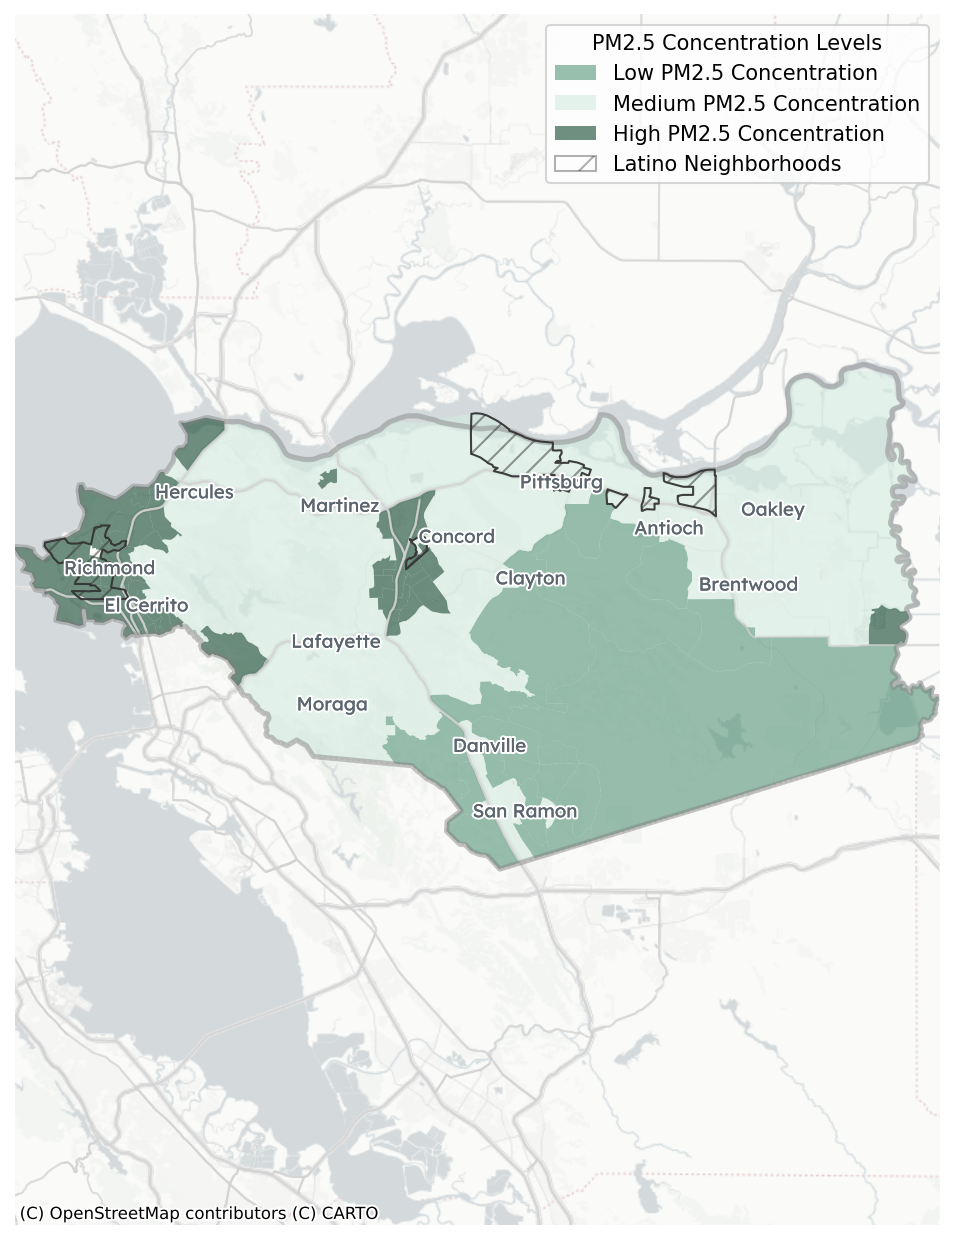 PM2.5 Concentration Levels
Low PM2.5 Concentration
Medium PM2.5 Concentration
High PM2.5 Concentration
Latino Neighborhoods
Hercules
Martinez
Pittsburg
Oakley
Antioch
Concord
Richmond
Clayton
Brentwood
El Cerrito
Lafayette
Moraga
Danville
San Ramon
(C) OpenStreetMap contributors (C) CARTO